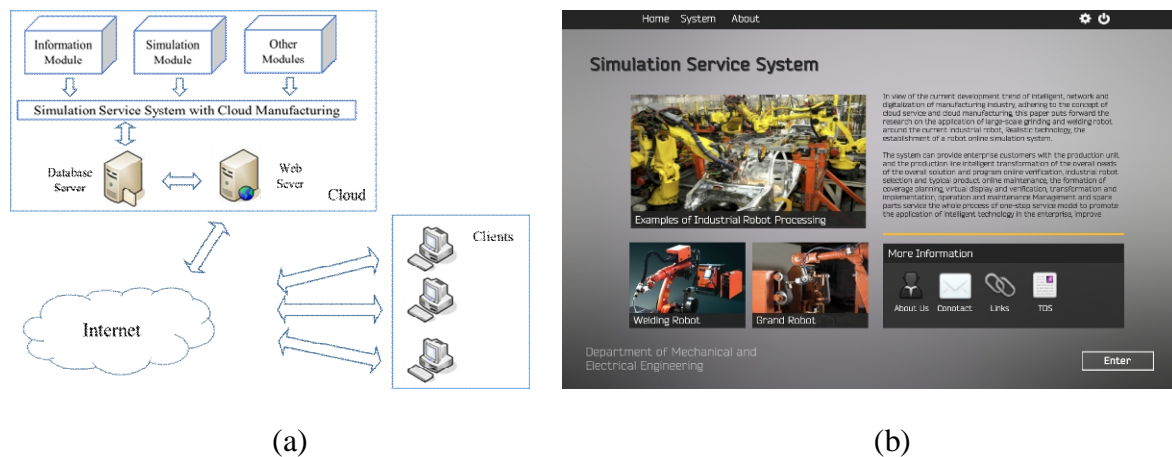 Information
Module
Simulation
Module
Other
Modules
Simulation Service System with Cloud Manufacturing
Database
Server
Web
Sever
Cloud
Clients
Internet
(a)
Home System About
Simulation Service System
Examples of Industrial Robot Processing
Welding Robot
Grand Robot
In view of the current development trend of intelligent, network and
digitalization of manufacturing industry, adhering to the concept of
cloud service and cloud manufacturing, this paper puts forward the
research on the application of large-scale grinding and welding robot
around the current industrial robot, Realistic technology, the
establishment of a robot online simulation system.
The system can provide enterprise customers with the production unit
and the production line intelligent transformation of the overall needs
of the overall solution and program online verification, industrial robot
selection and typical product online maintenance, the formation of
coverage planning, virtual display and verification, transformation and
implementation, operation and maintenance Management and spare
parts service the whole process of one-stop service model to promote
the application of intelligent technology in the enterprise, improve
More Information
About Us Conotact Links TOS
Department of Mechanical and
Electrical Engineering
Enter
(b)